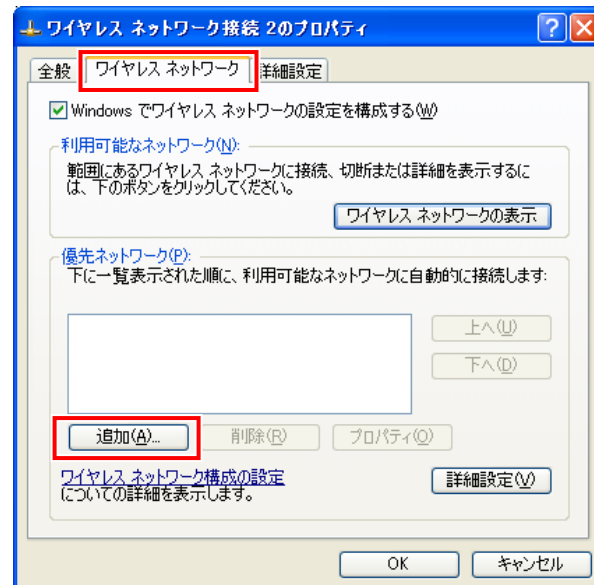 ワイヤレス ネットワーク接続 2のプロパティ
全般 ワイヤレス ネットワーク 詳細設定
Windows でワイヤレス ネットワークの設定を構成する(W)
利用可能なネットワーク(N):
範囲にあるワイヤレス ネットワークに接続、切断または詳細を表示するに
は、下のボタンをクリックしてください。
ワイヤレス ネットワークの表示
優先ネットワーク(P):
下に一覧表示された順に、利用可能なネットワークに自動的に接続します:
上へ(U)
下へ(D)
追加(A)... 削除(R) プロパティ(O)
ワイヤレス ネットワーク構成の設定
についての詳細を表示します。
詳細設定(V)
OK キャンセル